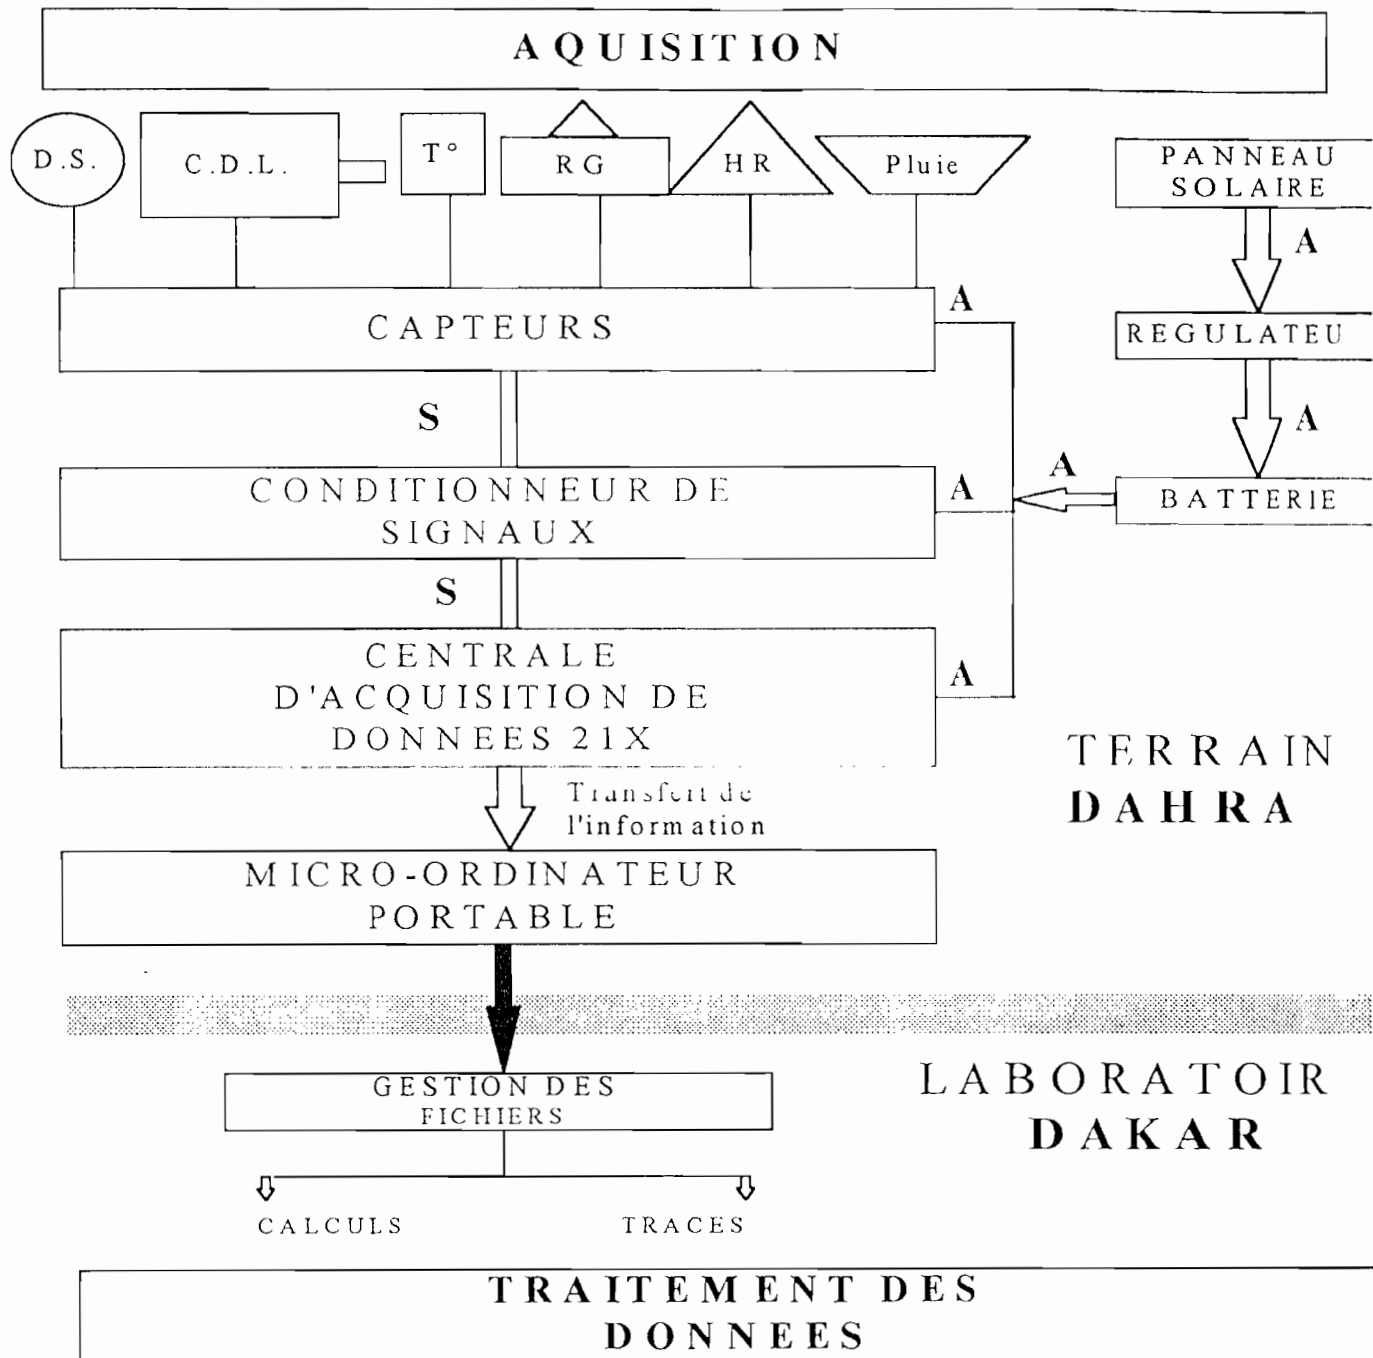 AQUISITION
D.S.
C.D.L.
T°
RG
HR
Pluie
PANNEAU
SOLAIRE
A
CAPTEURS
A
REGULATEU
S
A
CONDITIONNEUR DE
SIGNAUX
A
A
BATTERIE
S
CENTRALE
D'ACQUISITION DE
DONNEES 21X
A
TERRAIN
DAHRA
Transfert de
l'information
MICRO-ORDINATEUR
PORTABLE
LABORATOIR
DAKAR
GESTION DES
FICHIERS
CALCULS
TRACES
TRAITEMENT DES
DONNEES